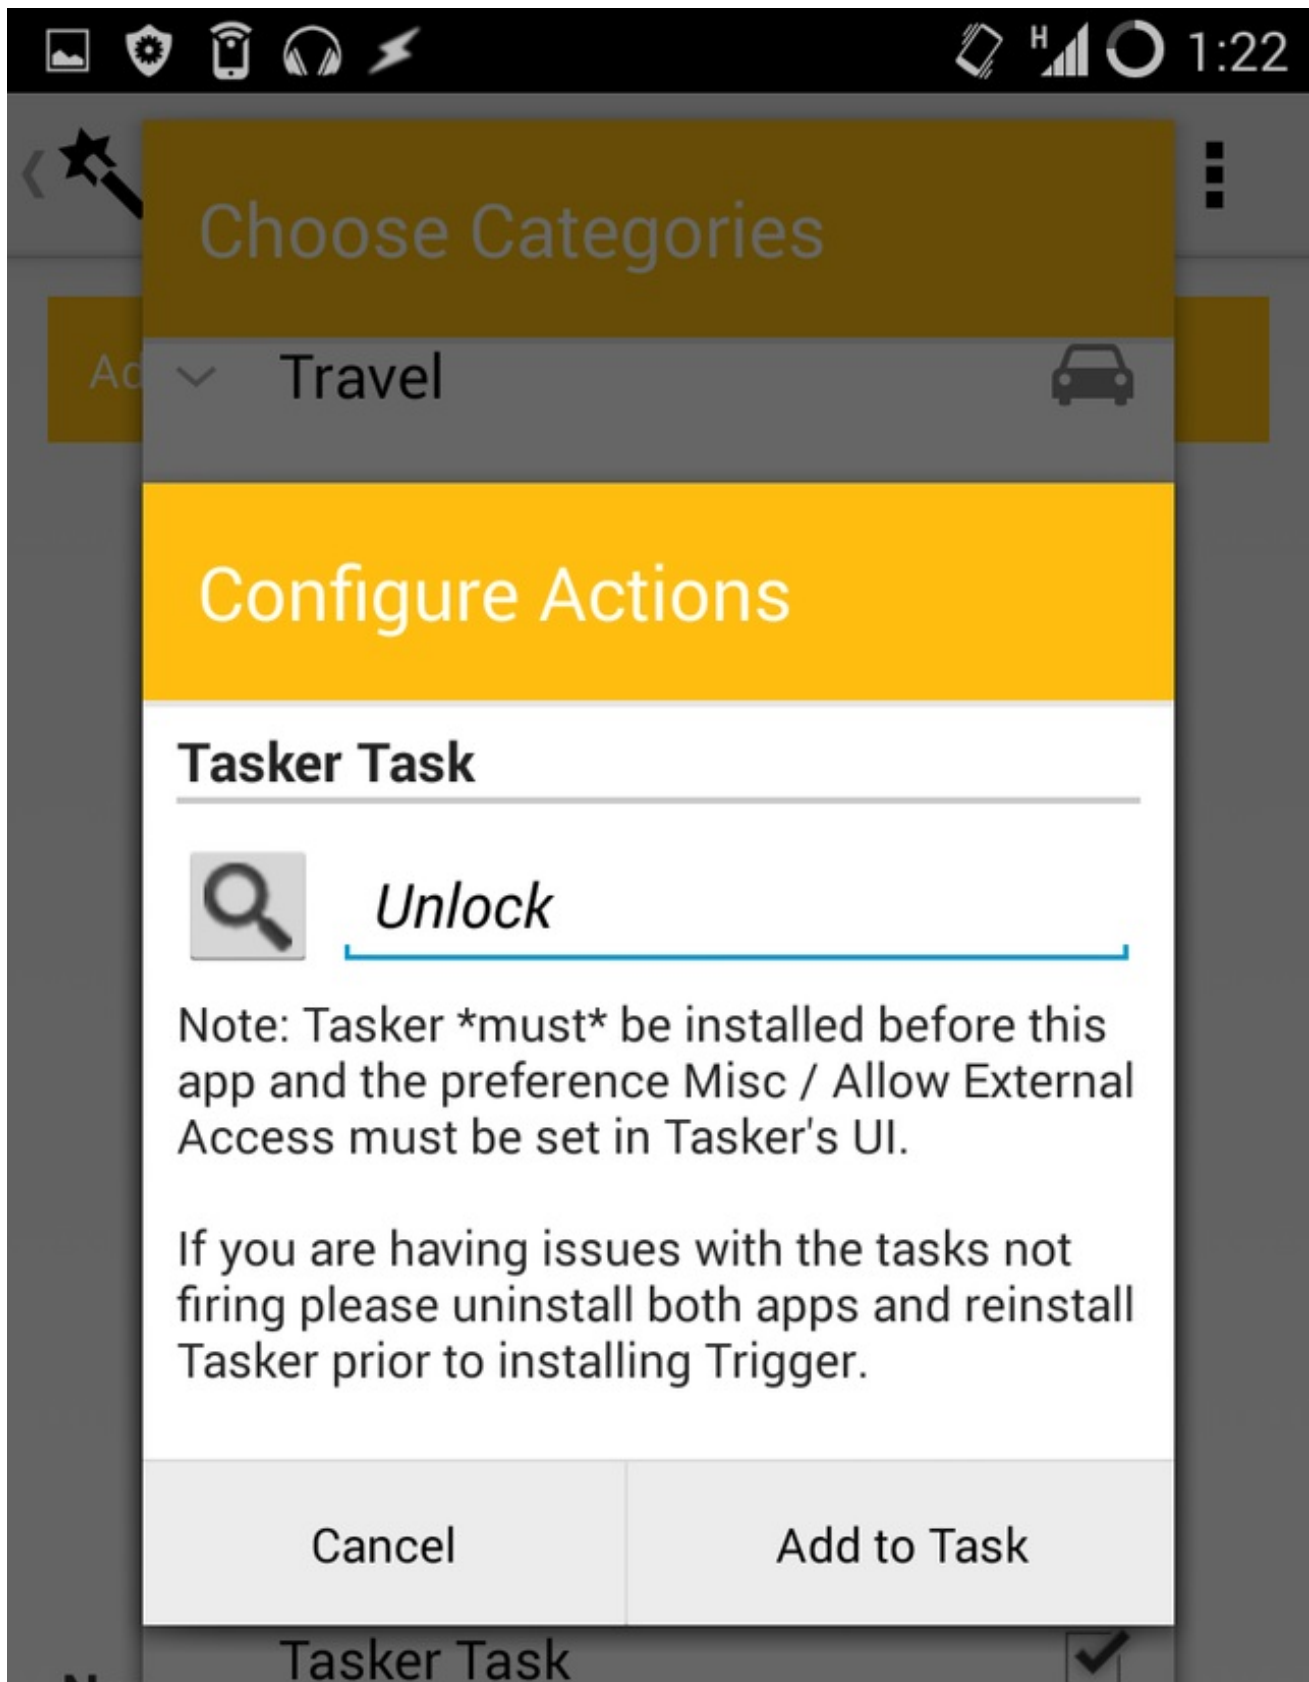 H 1:22
Choose Categories
Ad
Travel
Configure Actions
Tasker Task
Unlock
Note: Tasker *must* be installed before this
app and the preference Misc / Allow External
Access must be set in Tasker's UI.
If you are having issues with the tasks not
firing please uninstall both apps and reinstall
Tasker prior to installing Trigger.
Cancel Add to Task
Tasker Task